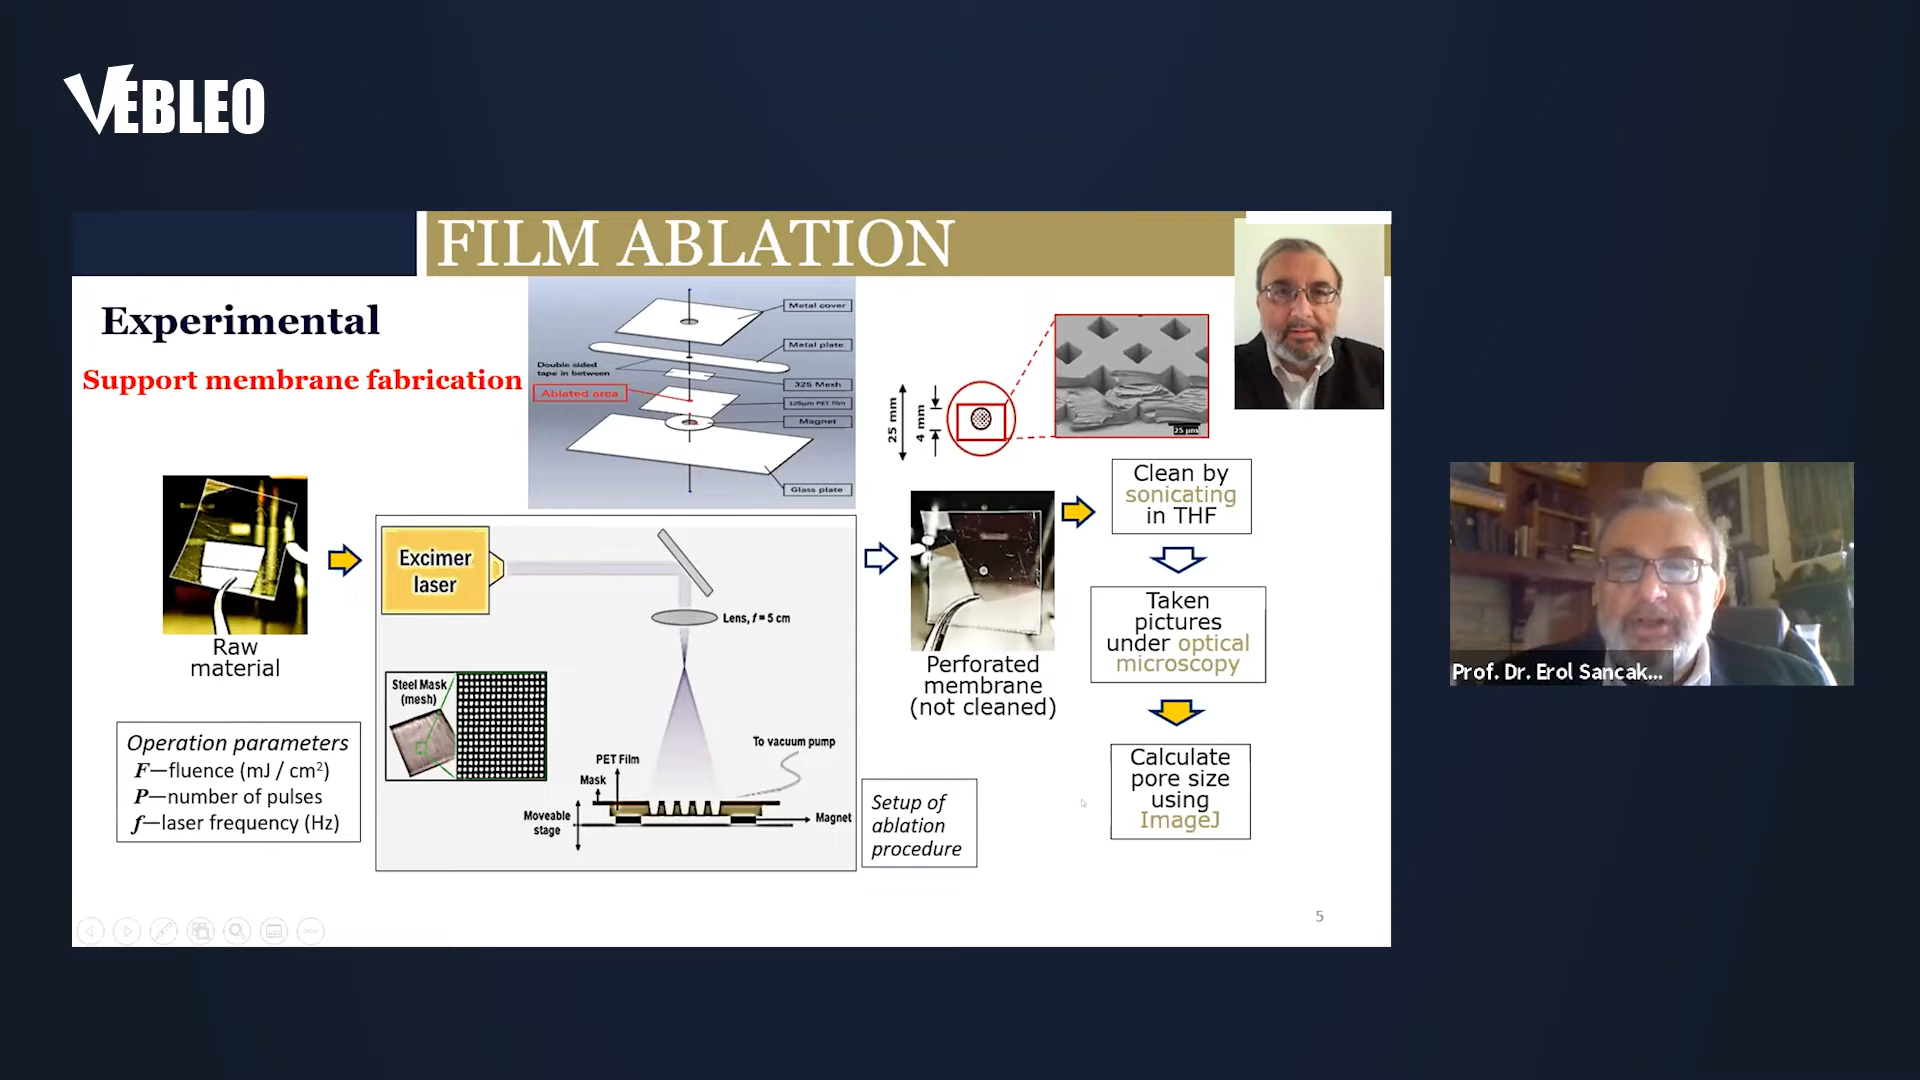 VEBLEO
FILM ABLATION
Experimental
Support membrane fabrication
Metal cover
Metal plate
Double sided
tape in between
325 Mesh
Ablated area
125µm PET film
Magnet
Glass plate
25 mm
4 mm
25 µm
Raw
material
Excimer
laser
Lens, f = 5 cm
Steel Mask
(mesh)
PET Film
Mask
To vacuum pump
Moveable
stage
Magnet
Operation parameters
F—fluence (mJ / cm²)
P—number of pulses
f—laser frequency (Hz)
Setup of
ablation
procedure
Perforated
membrane
(not cleaned)
Clean by
sonicating
in THF
Taken
pictures
under optical
microscopy
Calculate
pore size
using
ImageJ
5
Prof. Dr. Erol Sancak...